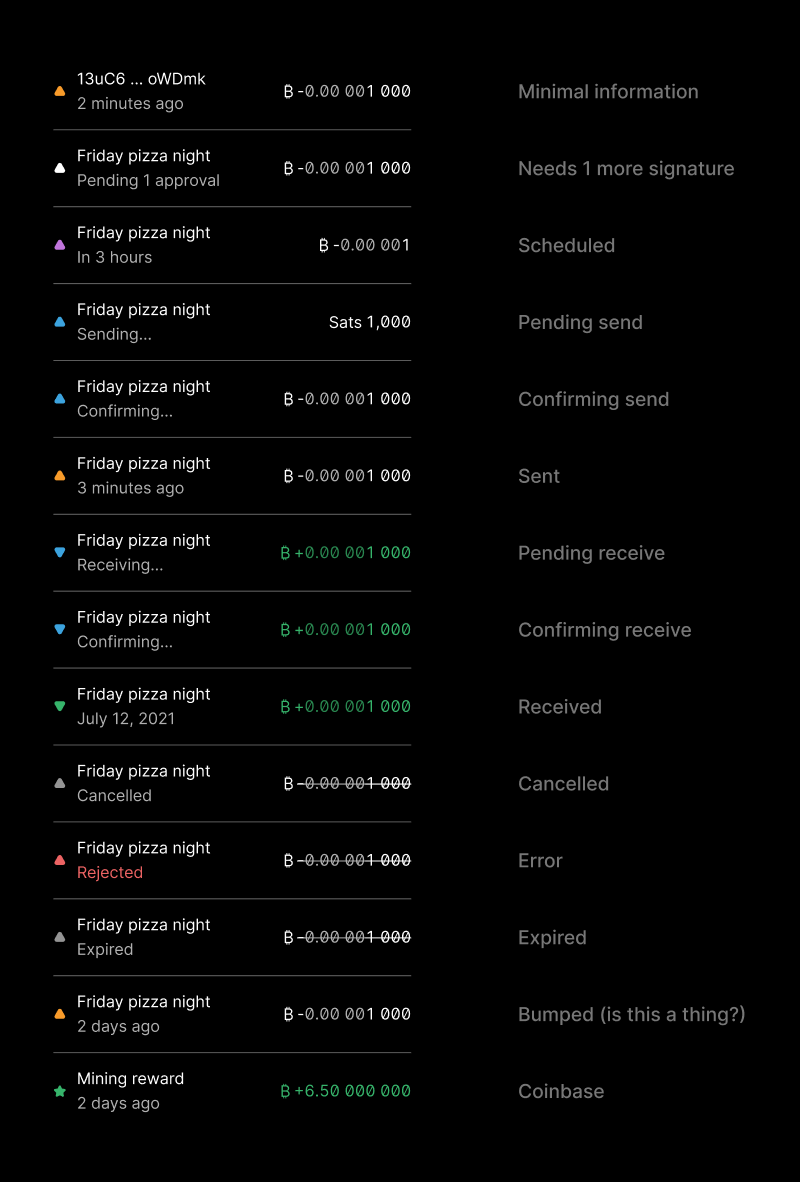 13uC6 ... oWDmk
2 minutes ago
₿ -0.00 001 000
Minimal information
Friday pizza night
Pending 1 approval
₿ -0.00 001 000
Needs 1 more signature
Friday pizza night
In 3 hours
₿ -0.00 001
Scheduled
Friday pizza night
Sending...
Sats 1,000
Pending send
Friday pizza night
Confirming...
₿ -0.00 001 000
Confirming send
Friday pizza night
3 minutes ago
₿ -0.00 001 000
Sent
Friday pizza night
Receiving...
₿ +0.00 001 000
Pending receive
Friday pizza night
Confirming...
₿ +0.00 001 000
Confirming receive
Friday pizza night
July 12, 2021
₿ +0.00 001 000
Received
Friday pizza night
Cancelled
₿ -0.00 001 000
Cancelled
Friday pizza night
Rejected
₿ -0.00 001 000
Error
Friday pizza night
Expired
₿ -0.00 001 000
Expired
Friday pizza night
2 days ago
₿ -0.00 001 000
Bumped (is this a thing?)
Mining reward
2 days ago
₿ +6.50 000 000
Coinbase